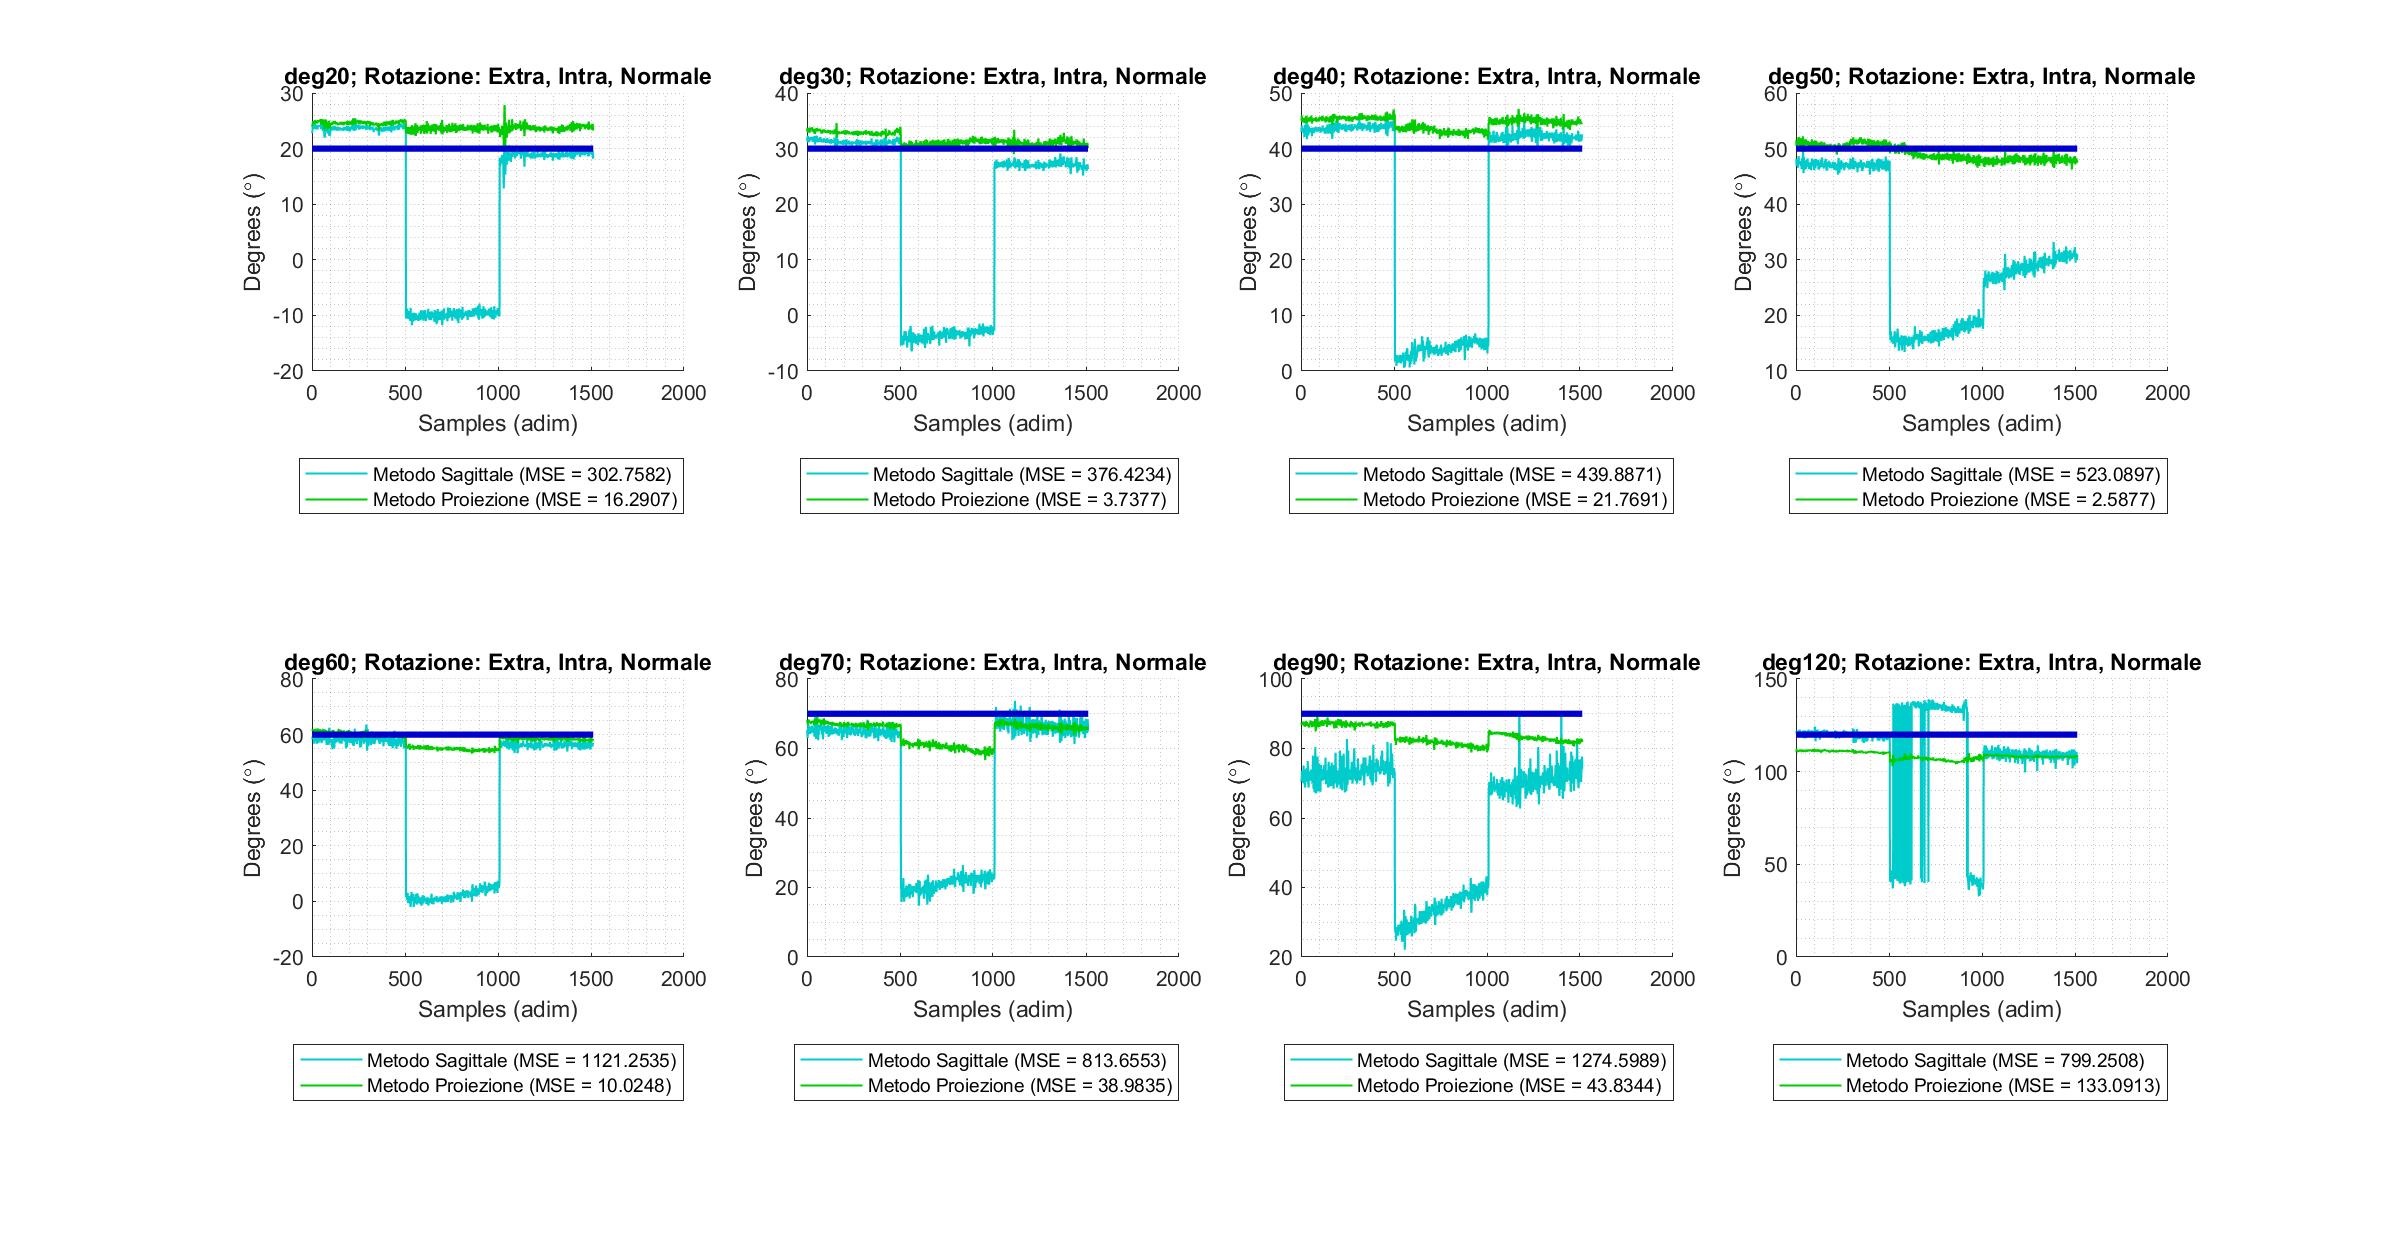 deg20; Rotazione: Extra, Intra, Normale
30
20
10
0
-10
-20
Degrees (°)
0 500 1000 1500 2000
Samples (adim)
Metodo Sagittale (MSE = 302.7582)
Metodo Proiezione (MSE = 16.2907)
deg30; Rotazione: Extra, Intra, Normale
40
30
20
10
0
-10
Degrees (°)
0 500 1000 1500 2000
Samples (adim)
Metodo Sagittale (MSE = 376.4234)
Metodo Proiezione (MSE = 3.7377)
deg40; Rotazione: Extra, Intra, Normale
50
40
30
20
10
0
Degrees (°)
0 500 1000 1500 2000
Samples (adim)
Metodo Sagittale (MSE = 439.8871)
Metodo Proiezione (MSE = 21.7691)
deg50; Rotazione: Extra, Intra, Normale
60
50
40
30
20
10
Degrees (°)
0 500 1000 1500 2000
Samples (adim)
Metodo Sagittale (MSE = 523.0897)
Metodo Proiezione (MSE = 2.5877)
deg60; Rotazione: Extra, Intra, Normale
80
60
40
20
0
-20
Degrees (°)
0 500 1000 1500 2000
Samples (adim)
Metodo Sagittale (MSE = 1121.2535)
Metodo Proiezione (MSE = 10.0248)
deg70; Rotazione: Extra, Intra, Normale
80
60
40
20
0
Degrees (°)
0 500 1000 1500 2000
Samples (adim)
Metodo Sagittale (MSE = 813.6553)
Metodo Proiezione (MSE = 38.9835)
deg90; Rotazione: Extra, Intra, Normale
100
80
60
40
20
Degrees (°)
0 500 1000 1500 2000
Samples (adim)
Metodo Sagittale (MSE = 1274.5989)
Metodo Proiezione (MSE = 43.8344)
deg120; Rotazione: Extra, Intra, Normale
150
100
50
0
Degrees (°)
0 500 1000 1500 2000
Samples (adim)
Metodo Sagittale (MSE = 799.2508)
Metodo Proiezione (MSE = 133.0913)